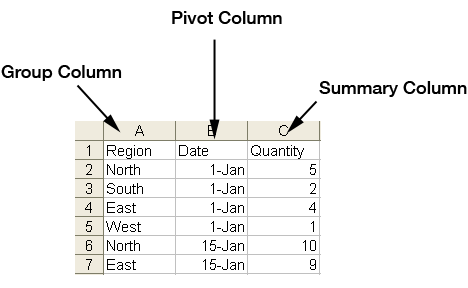 Pivot Column
Group Column
Summary Column
A B C
1 Region Date Quantity
2 North 1-Jan 5
3 South 1-Jan 2
4 East 1-Jan 4
5 West 1-Jan 1
6 North 15-Jan 10
7 East 15-Jan 9